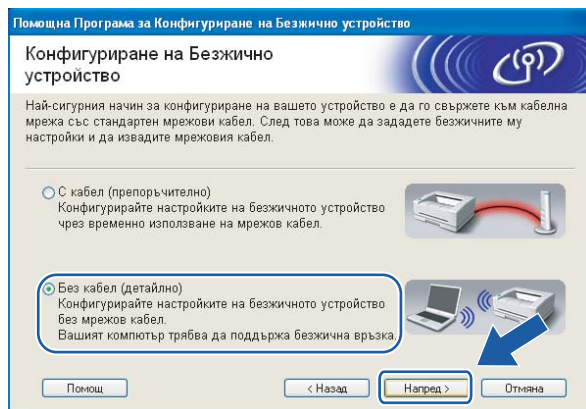 Помощна Програма за Конфигуриране на Безжично устройство
Конфигуриране на Безжично
устройство
Най-сигурния начин за конфигуриране на вашето устройство е да го свържете към кабелна
мрежа със стандартен мрежови кабел. След това може да зададете безжичните му
настройки и да извадите мрежовия кабел.
С кабел (препоръчително)
Конфигурирайте настройките на безжичното устройство
чрез временно използване на мрежов кабел.
Без кабел (детайлно)
Конфигурирайте настройките на безжичното устройство
без мрежов кабел.
Вашият компютър трябва да поддържа безжична връзка.
Помощ
< Назад
Напред >
Отмяна